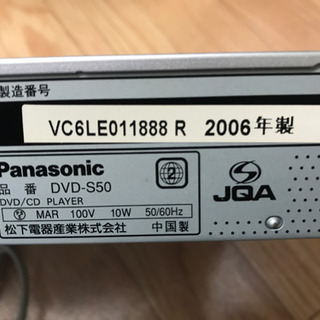 製造番号
VC6LE011888 R 2006年製
Panasonic
品番 DVD-S50
DVD/CD PLAYER
MAR 100V 10W 50/60Hz
松下電器産業株式会社 中国製
2
JQA